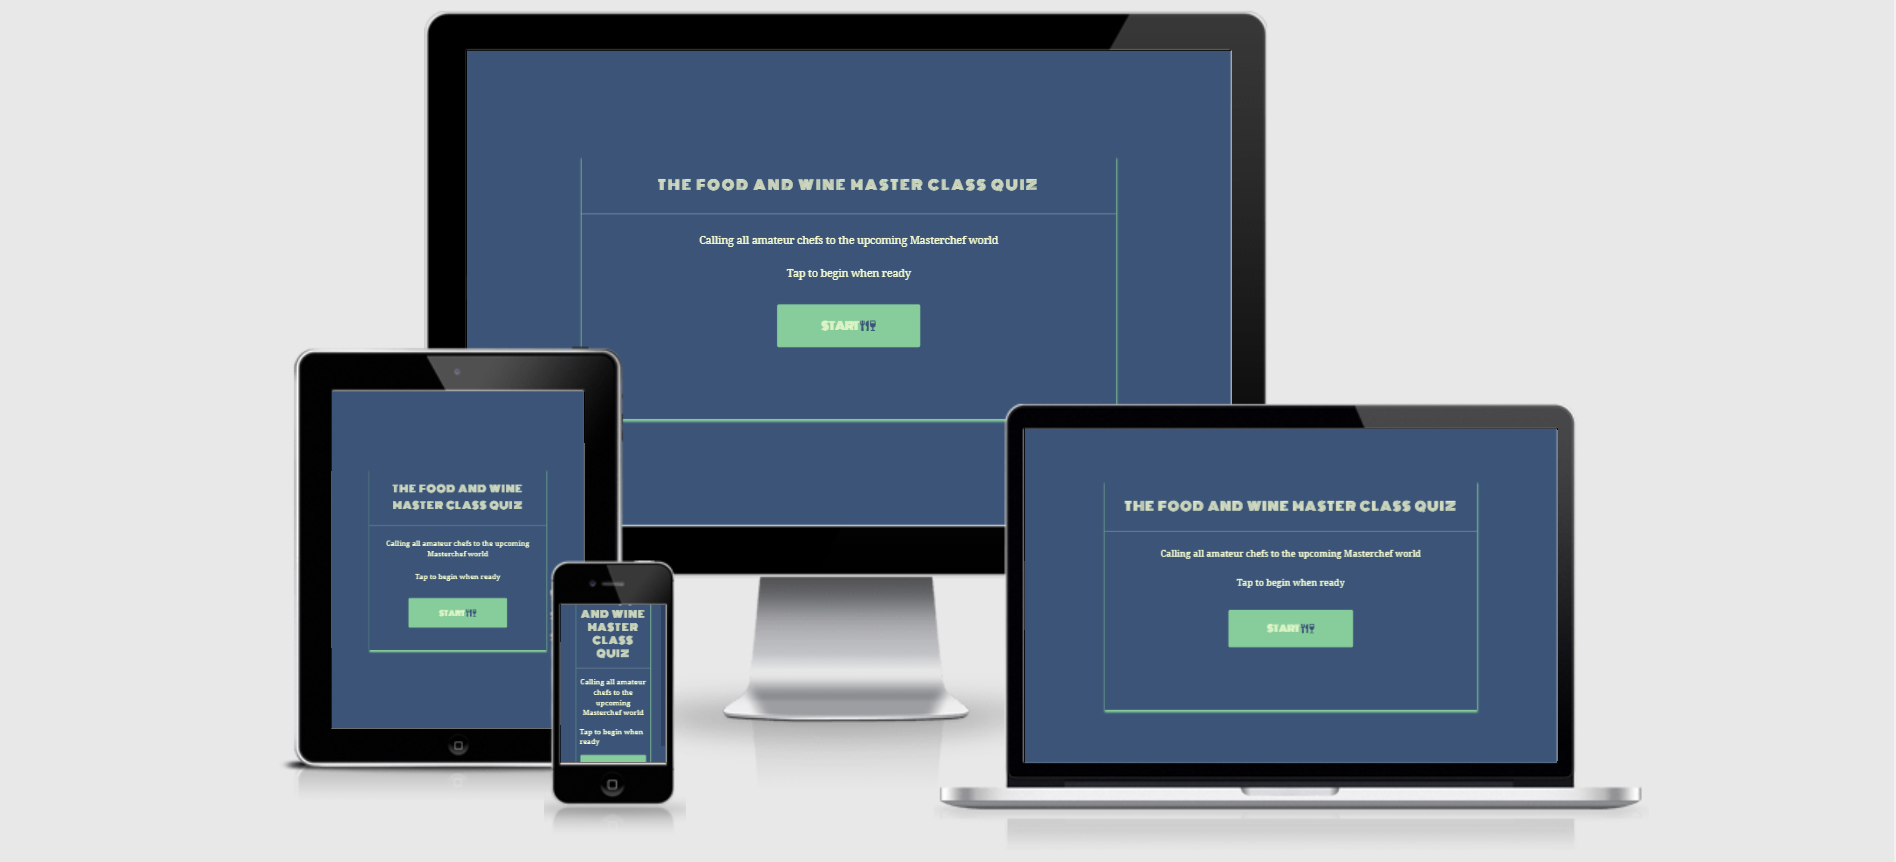 THE FOOD AND WINE MASTER CLASS QUIZ
Calling all amateur chefs to the upcoming Masterchef world
Tap to begin when ready
START
THE FOOD AND WINE
MASTER CLASS QUIZ
Calling all amateur chefs to the upcoming
Masterchef world
Tap to begin when ready
START
AND WINE
MASTER
CLASS
QUIZ
Calling all amateur
chefs to the
upcoming
Masterchef world
Tap to begin when
ready
THE FOOD AND WINE MASTER CLASS QUIZ
Calling all amateur chefs to the upcoming Masterchef world
Tap to begin when ready
START